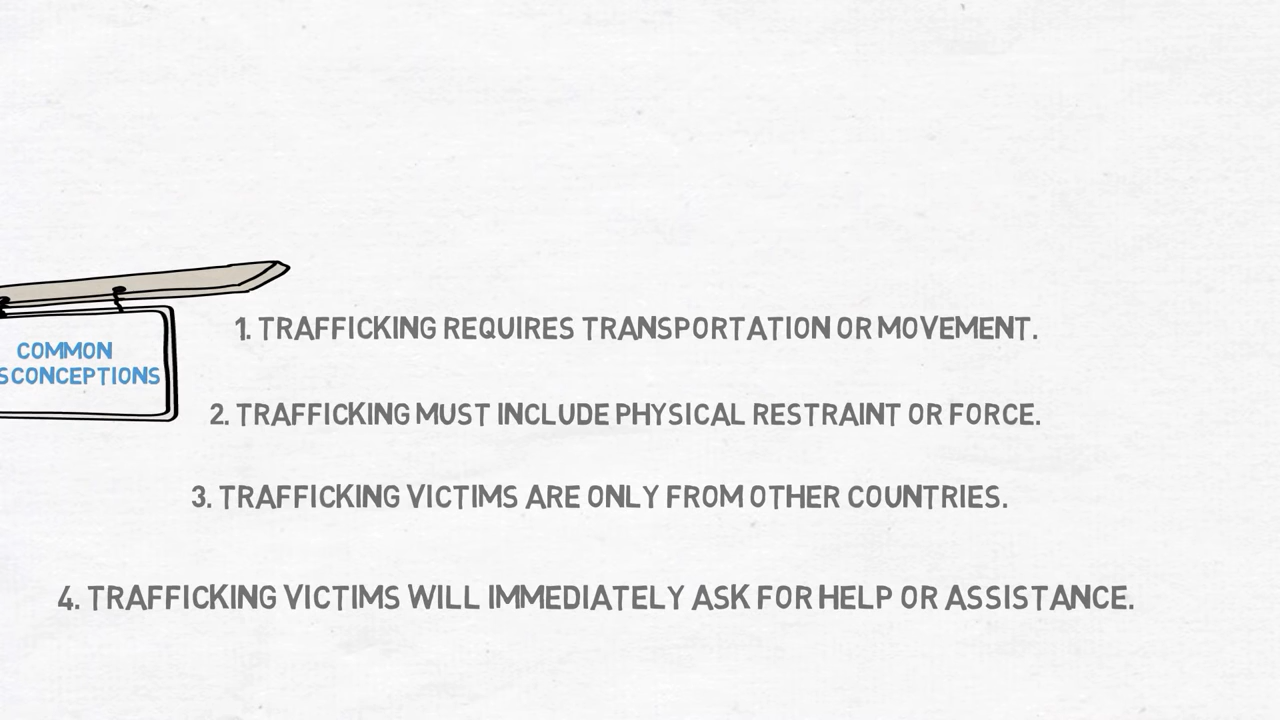 COMMON
SCONCEPTIONS
1. TRAFFICKING REQUIRES TRANSPORTATION OR MOVEMENT.
2. TRAFFICKING MUST INCLUDE PHYSICAL RESTRAINT OR FORCE.
3. TRAFFICKING VICTIMS ARE ONLY FROM OTHER COUNTRIES.
4. TRAFFICKING VICTIMS WILL IMMEDIATELY ASK FOR HELP OR ASSISTANCE.